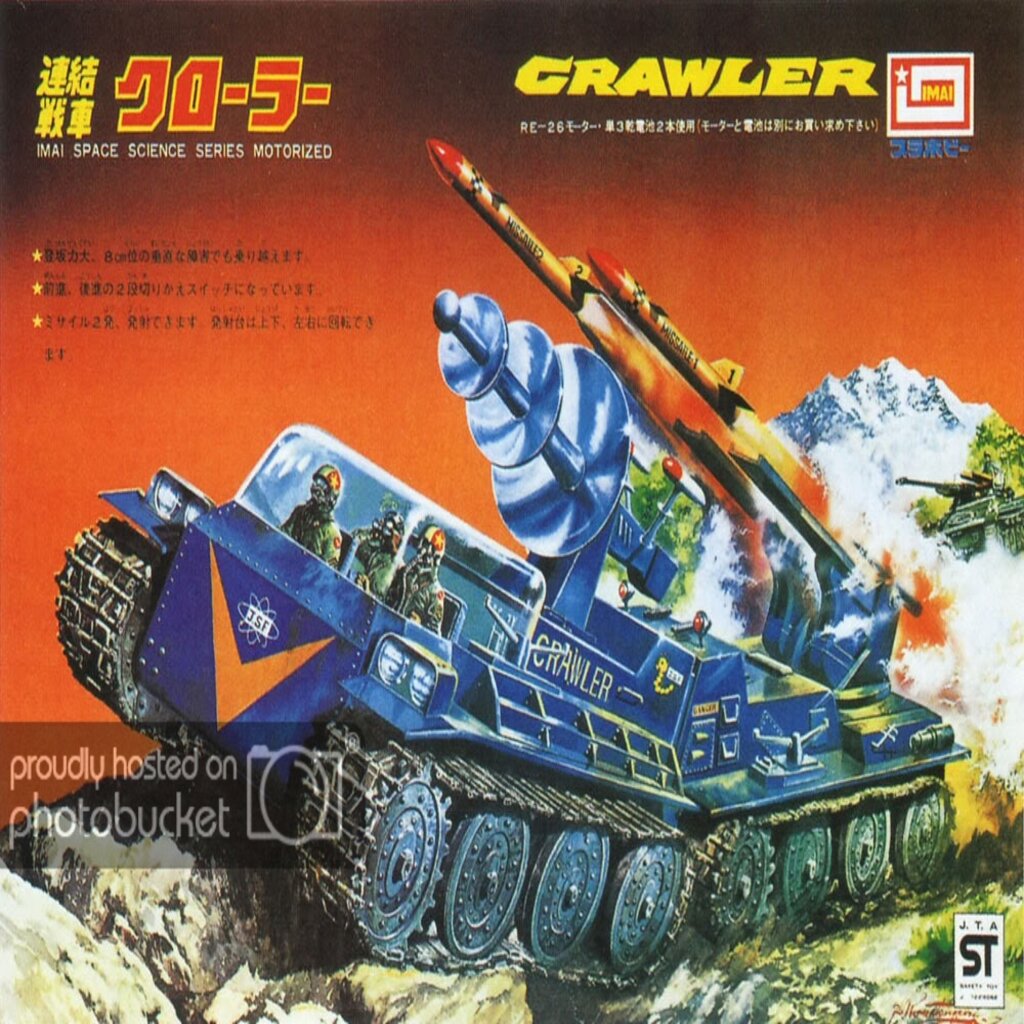 連結
戦車
クローラー
IMAI SPACE SCIENCE SERIES MOTORIZED
CRAWLER
IMAI
RE-26モーター・単3乾電池2本使用(モーターと電池は別にお買い求め下さい)
プラホビー
★登坂力大、8cm位の垂直な障害でも乗り越えます。
★前進、後進の2段切りかえスイッチになっています。
★ミサイル2発、発射できます。発射台は上下、左右に回転でき
ます。
MISSAILE2
2
MISSAILE-1
1
I.S.F
CRAWLER
DANGER
proudly hosted on
photobucket
J.T.A
ST
SAFETY TOY